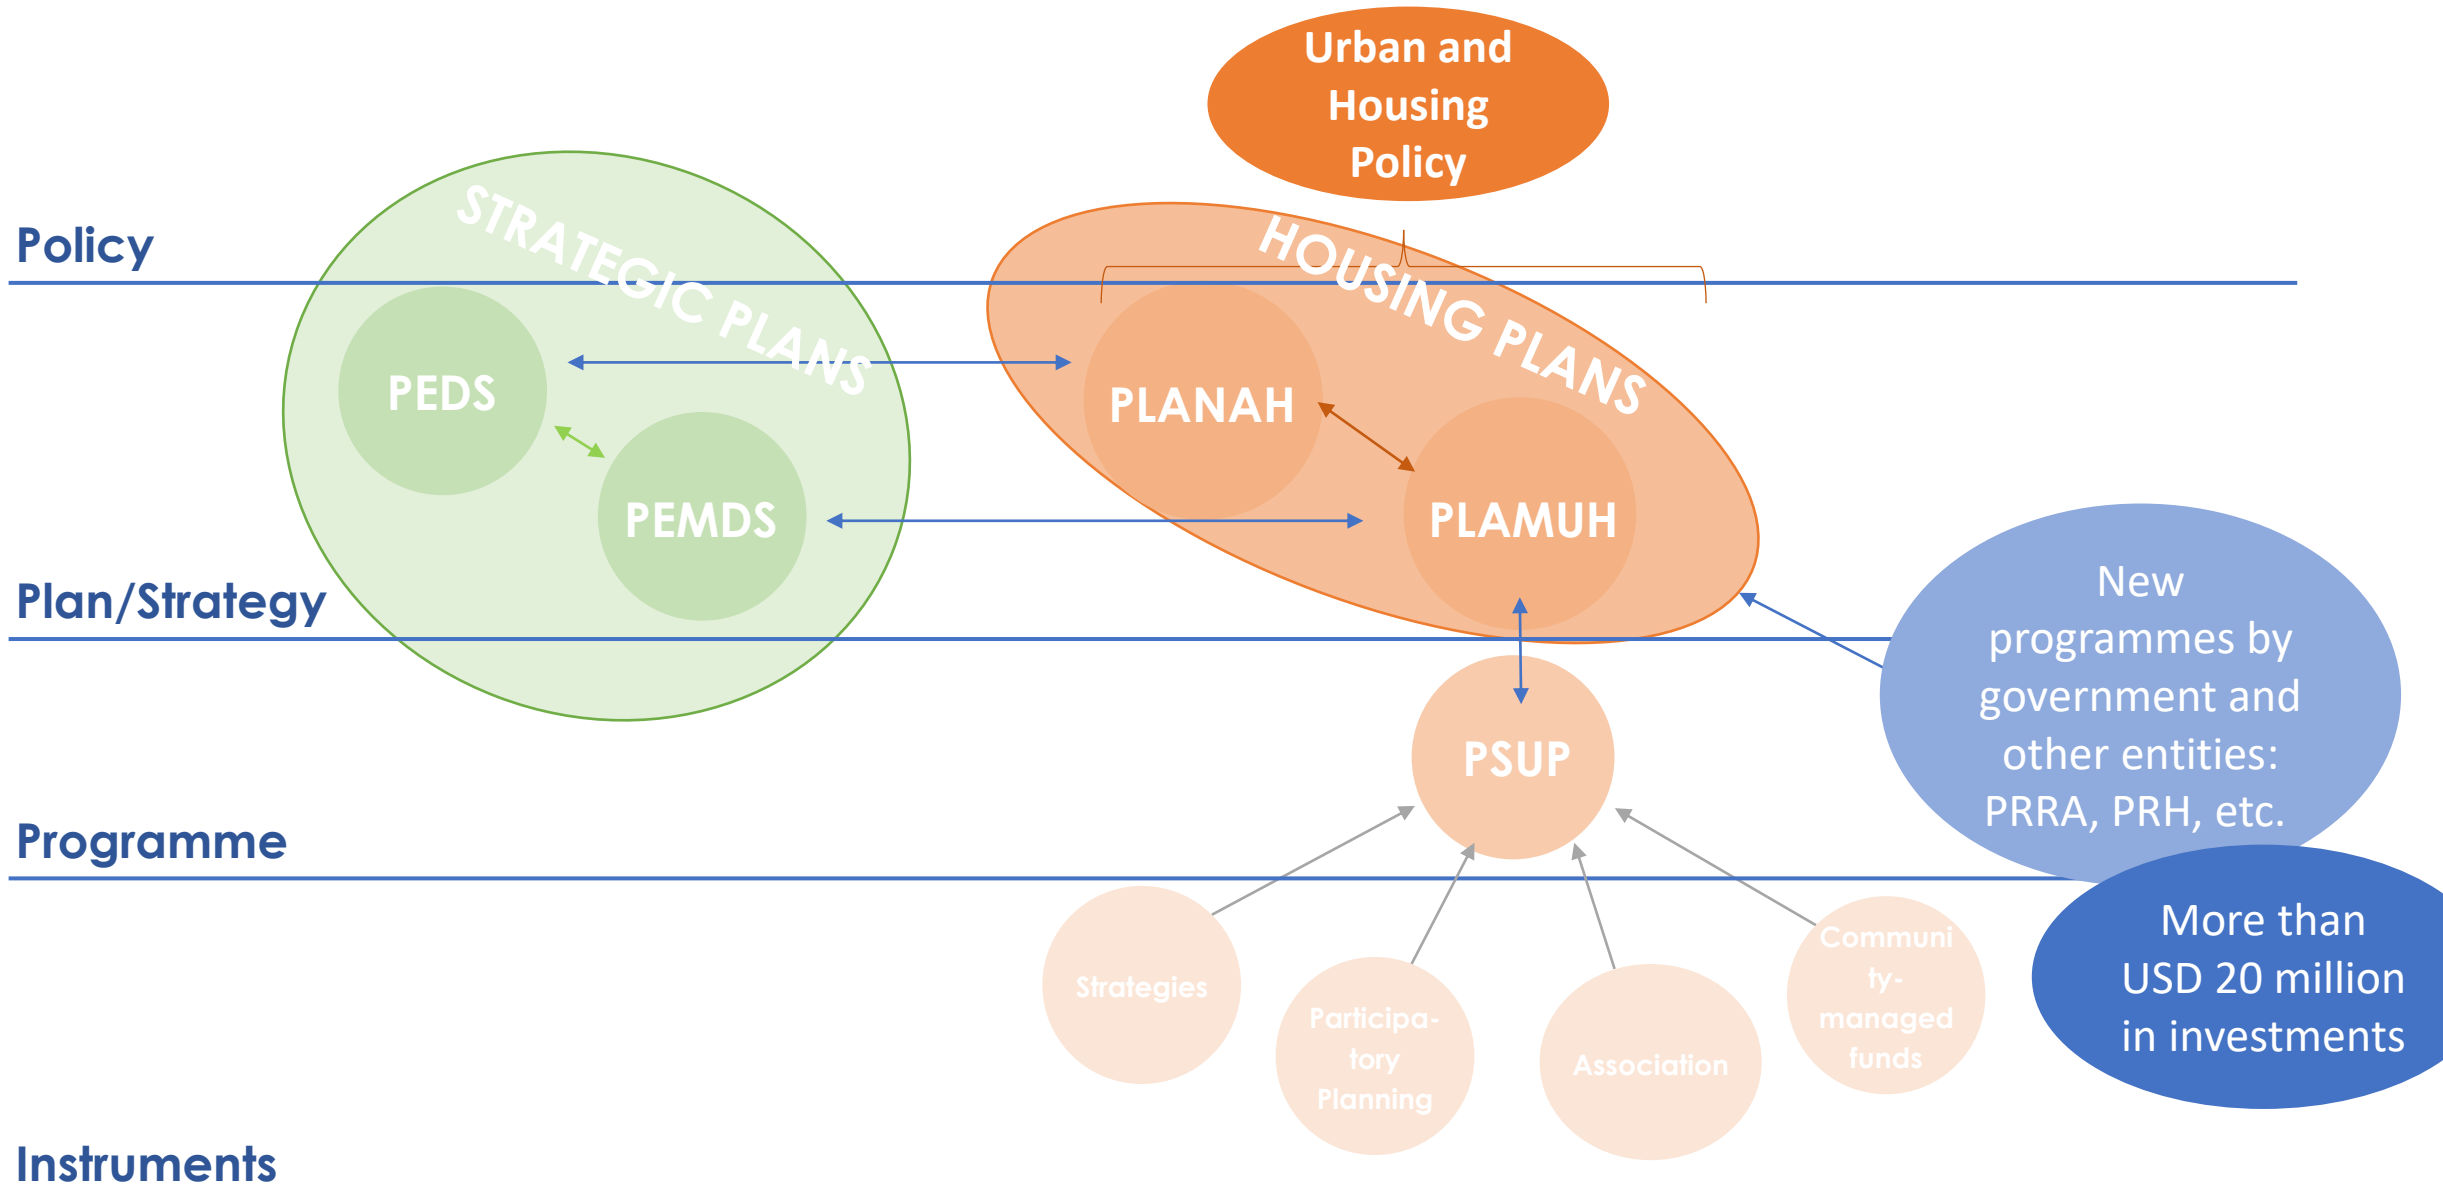 Urban and
Housing
Policy
Policy
STRATEGIC PLANS
HOUSING PLANS
PEDS
PLANAH
PEMDS
PLAMUH
Plan/Strategy
New
programmes by
government and
other entities:
PRRA, PRH, etc.
PSUP
Programme
More than
USD 20 million
in investments
Strategies
Participa-
tory
Planning
Association
Communi
ty-
managed
funds
Instruments